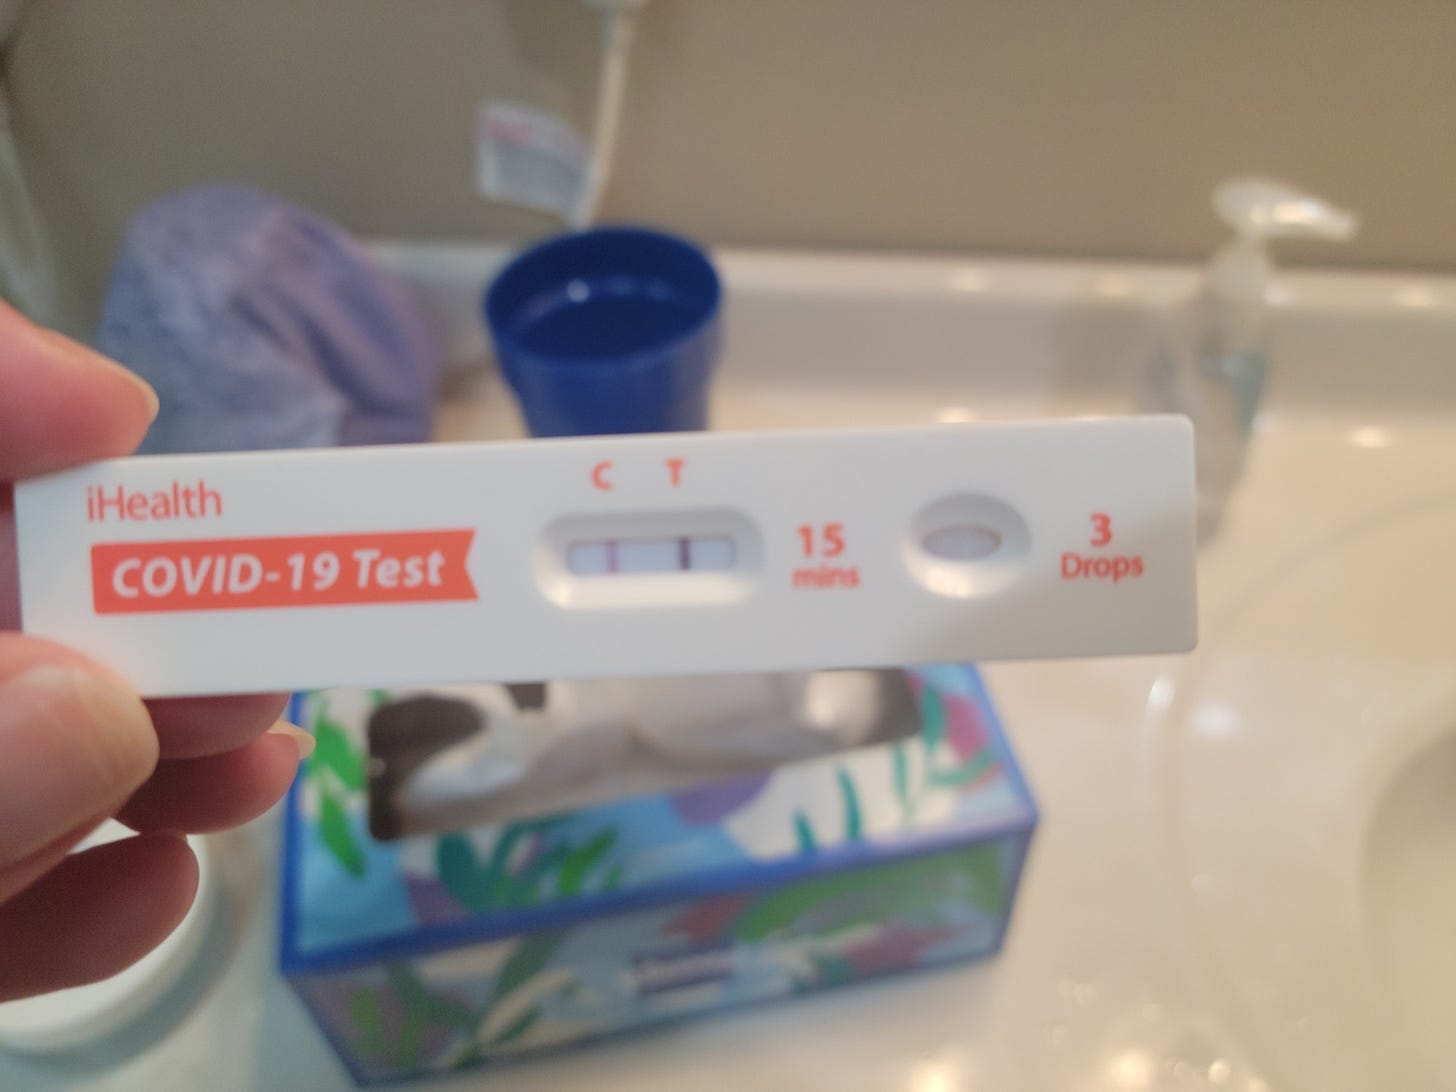 iHealth
COVID-19 Test
C T
15
mins
3
Drops